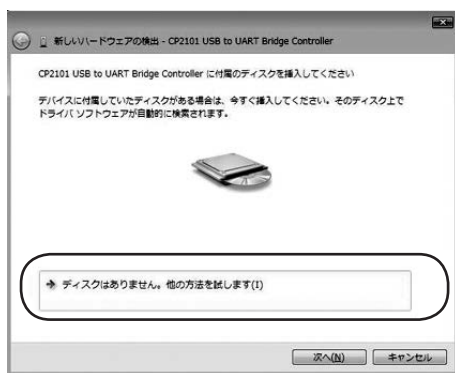 新しいハードウェアの検出 - CP2101 USB to UART Bridge Controller
CP2101 USB to UART Bridge Controller に付属のディスクを挿入してください
デバイスに付属していたディスクがある場合は、今すぐ挿入してください。そのディスク上で
ドライバ ソフトウェアが自動的に検索されます。
ディスクはありません。他の方法を試します(I)
次へ(N) キャンセル